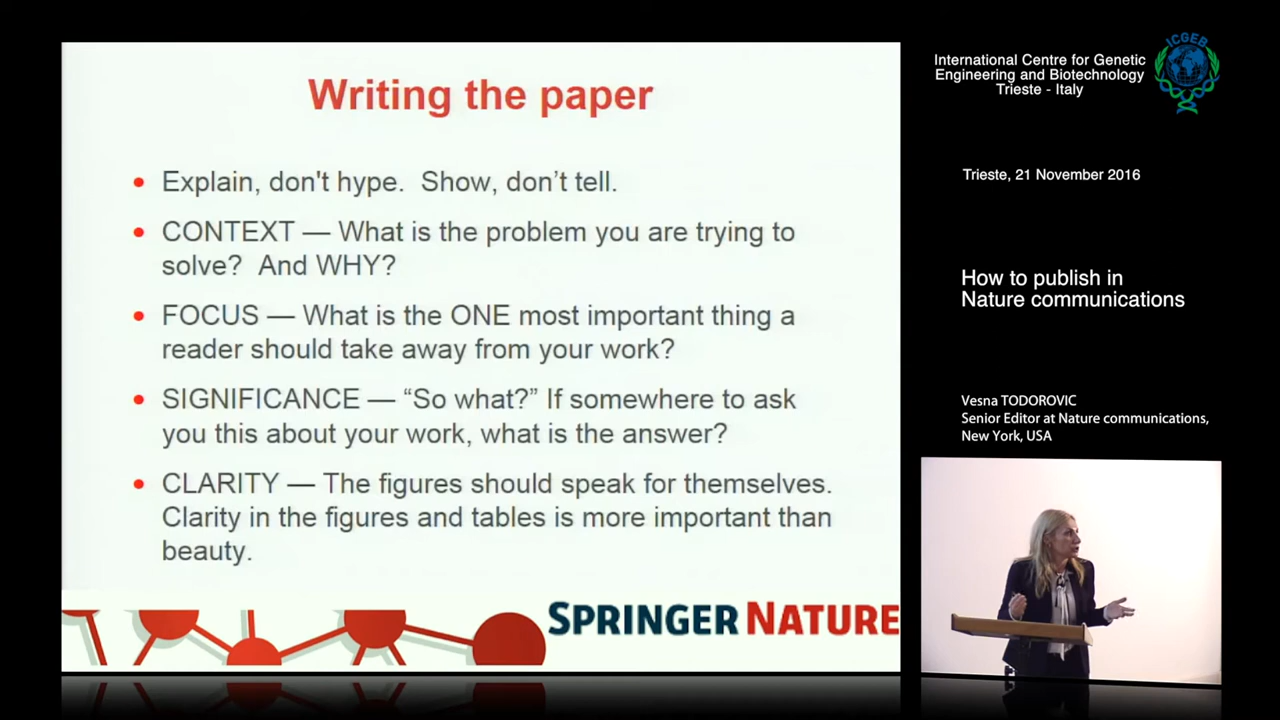 Writing the paper
Explain, don't hype.  Show, don’t tell.
CONTEXT — What is the problem you are trying to
solve?  And WHY?
FOCUS — What is the ONE most important thing a
reader should take away from your work?
SIGNIFICANCE — “So what?” If somewhere to ask
you this about your work, what is the answer?
CLARITY — The figures should speak for themselves.
Clarity in the figures and tables is more important than
beauty.
SPRINGER NATURE
International Centre for Genetic
Engineering and Biotechnology
Trieste - Italy
ICGEB
Trieste, 21 November 2016
How to publish in
Nature communications
Vesna TODOROVIC
Senior Editor at Nature communications,
New York, USA